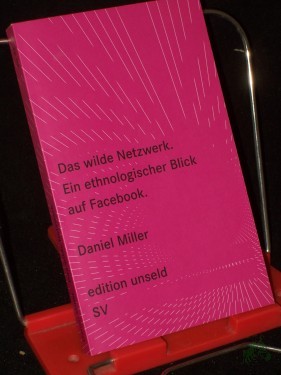 Das wilde Netzwerk.
Ein ethnologischer Blick
auf Facebook.
Daniel Miller
edition unseld
SV